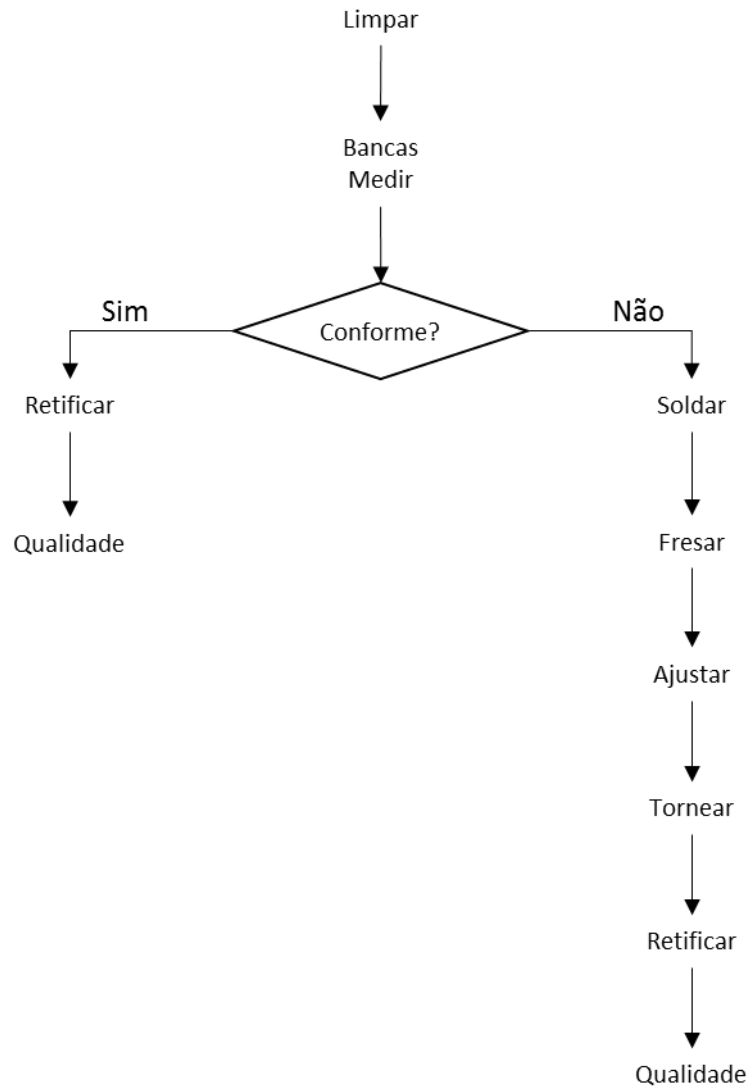 Limpar
Bancas
Medir
Sim
Conforme?
Não
Retificar
Soldar
Qualidade
Fresar
Ajustar
Tornear
Retificar
Qualidade